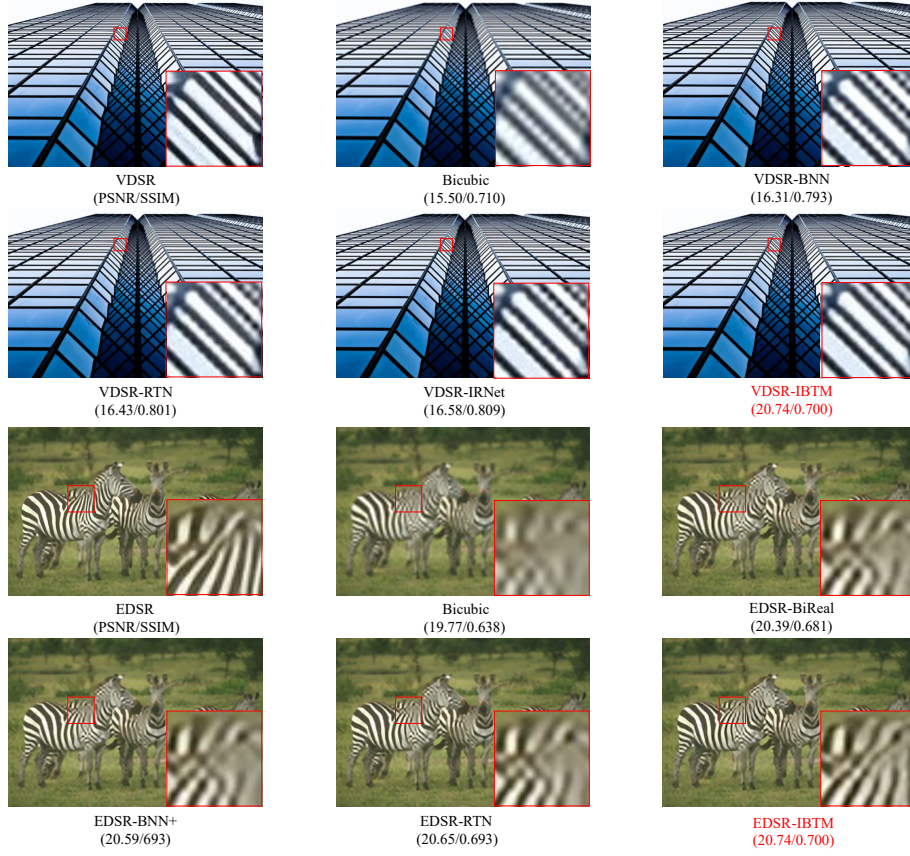 VDSR
(PSNR/SSIM)
Bicubic
(15.50/0.710)
VDSR-BNN
(16.31/0.793)
VDSR-RTN
(16.43/0.801)
VDSR-IRNet
(16.58/0.809)
VDSR-IBTM
(20.74/0.700)
EDSR
(PSNR/SSIM)
Bicubic
(19.77/0.638)
EDSR-BiReal
(20.39/0.681)
EDSR-BNN+
(20.59/693)
EDSR-RTN
(20.65/0.693)
EDSR-IBTM
(20.74/0.700)